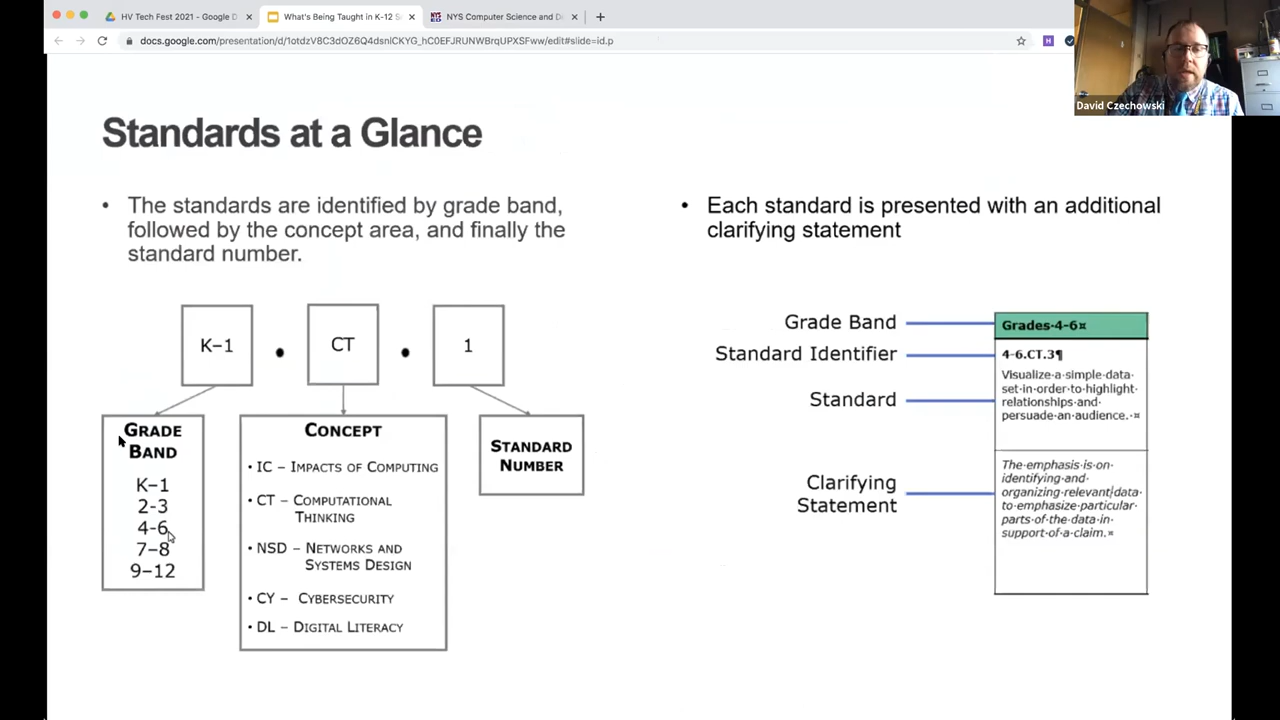 HV Tech Fest 2021 - Google D
What's Being Taught in K-12 S
NYS Computer Science and D
docs.google.com/presentation/d/1otdzV8C3dOZ6Q4dsnlCKYG_hC0EFJRUNWBrqUPXSFww/edit#slide=id.p
H
David Czechowski
Standards at a Glance
• The standards are identified by grade band,
followed by the concept area, and finally the
standard number.
K–1 • CT • 1
GRADE
BAND
K–1
2-3
4-6
7–8
9–12
CONCEPT
• IC – IMPACTS OF COMPUTING
• CT – COMPUTATIONAL
THINKING
• NSD – NETWORKS AND
SYSTEMS DESIGN
• CY – CYBERSECURITY
• DL – DIGITAL LITERACY
STANDARD
NUMBER
• Each standard is presented with an additional
clarifying statement
Grade Band
Standard Identifier
Standard
Clarifying
Statement
Grades·4-6¤
4-6.CT.3¶
Visualize·a·simple·data·
set·in·order·to·highlight·
relationships·and·
persuade·an·audience.·¤
The·emphasis·is·on·
identifying·and·
organizing·relevant·data·
to·emphasize·particular·
parts·of·the·data·in·
support·of·a·claim.¤